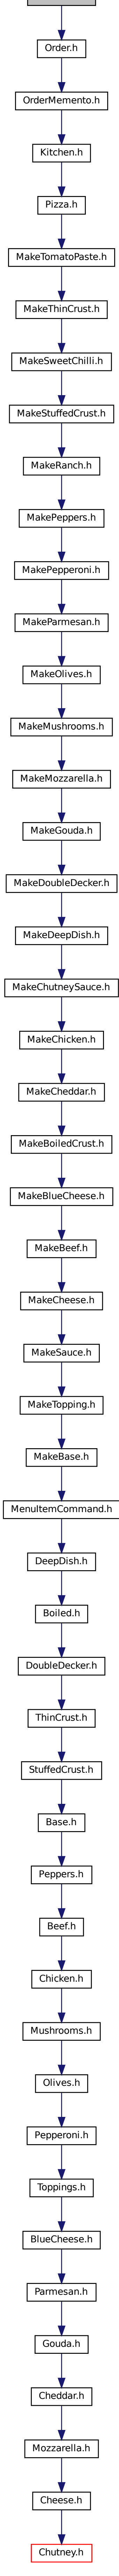 Order.h
OrderMemento.h
Kitchen.h
Pizza.h
MakeTomatoPaste.h
MakeThinCrust.h
MakeSweetChilli.h
MakeStuffedCrust.h
MakeRanch.h
MakePeppers.h
MakePepperoni.h
MakeParmesan.h
MakeOlives.h
MakeMushrooms.h
MakeMozzarella.h
MakeGouda.h
MakeDoubleDecker.h
MakeDeepDish.h
MakeChutneySauce.h
MakeChicken.h
MakeCheddar.h
MakeBoiledCrust.h
MakeBlueCheese.h
MakeBeef.h
MakeCheese.h
MakeSauce.h
MakeTopping.h
MakeBase.h
MenuItemCommand.h
DeepDish.h
Boiled.h
DoubleDecker.h
ThinCrust.h
StuffedCrust.h
Base.h
Peppers.h
Beef.h
Chicken.h
Mushrooms.h
Olives.h
Pepperoni.h
Toppings.h
BlueCheese.h
Parmesan.h
Gouda.h
Cheddar.h
Mozzarella.h
Cheese.h
Chutney.h